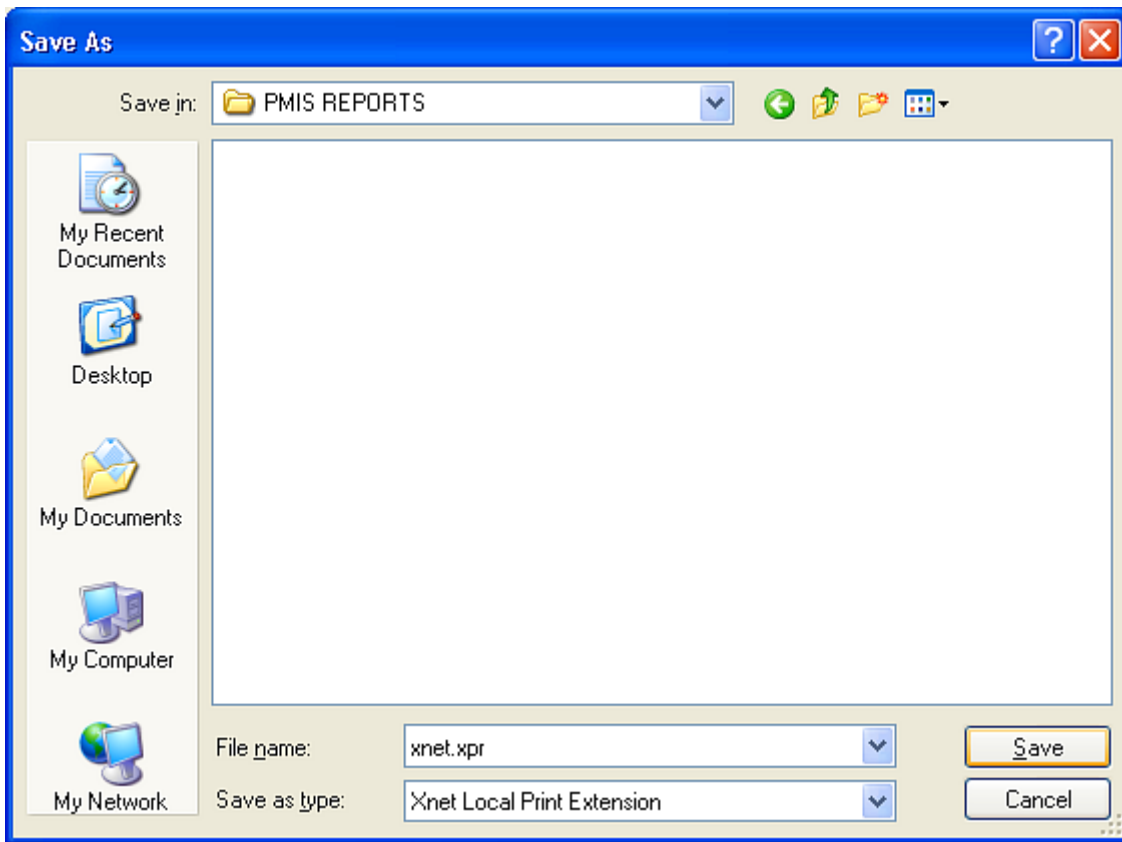 Save As
Save in:
PMIS REPORTS
My Recent
Documents
Desktop
My Documents
My Computer
My Network
File name:
xnet.xpr
Save
Save as type:
Xnet Local Print Extension
Cancel